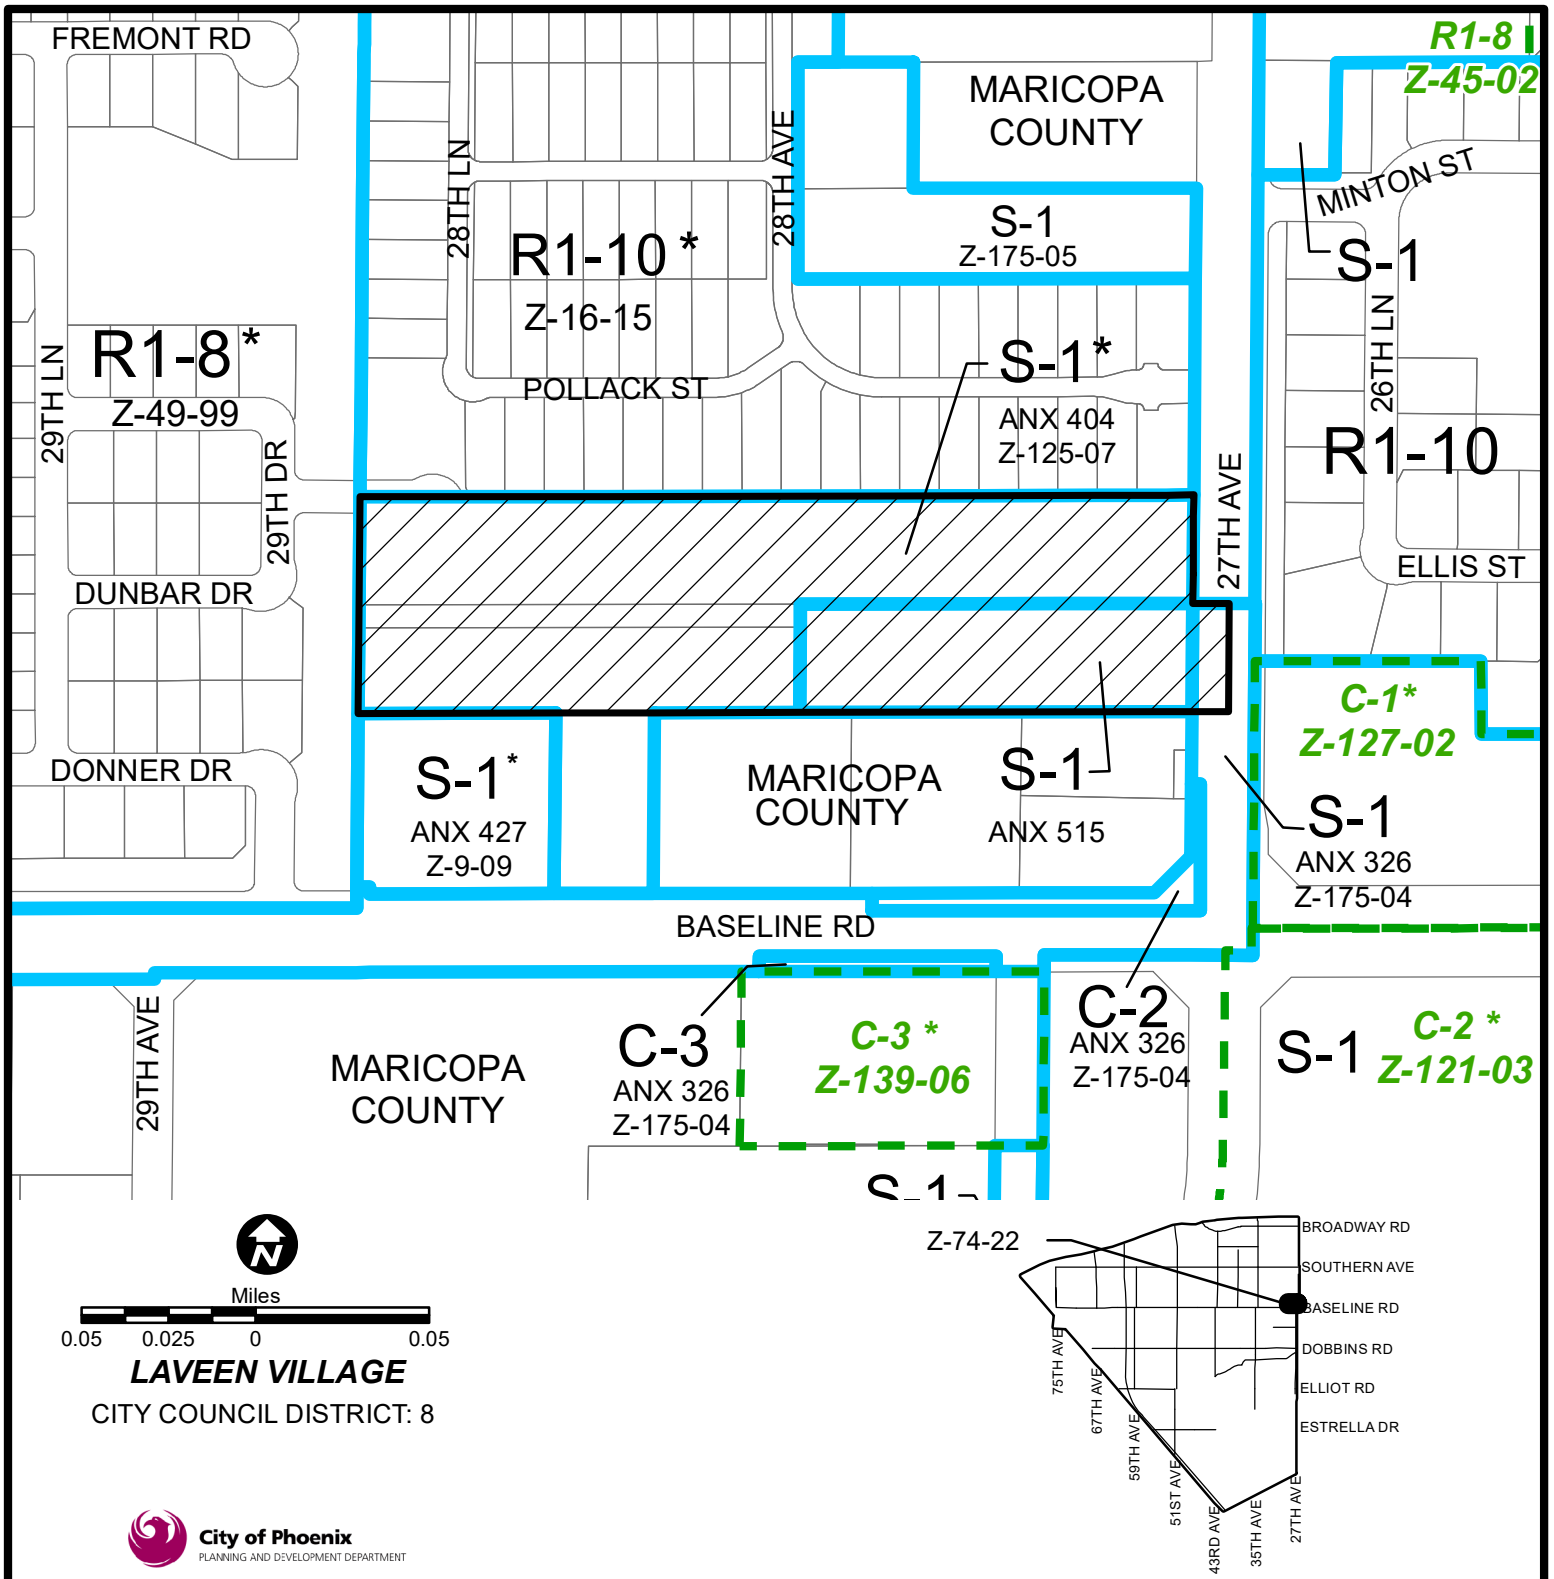 FREMONT RD
R1-8
Z-45-02
MARICOPA
COUNTY
28TH LN
28TH AVE
MINTON ST
S-1
Z-175-05
S-1
R1-10 *
Z-16-15
R1-8 *
Z-49-99
29TH LN
POLLACK ST
S-1 *
ANX 404
Z-125-07
26TH LN
R1-10
29TH DR
27TH AVE
ELLIS ST
DUNBAR DR
C-1*
Z-127-02
DONNER DR
S-1 *
ANX 427
Z-9-09
MARICOPA
COUNTY
S-1
ANX 515
S-1
ANX 326
Z-175-04
BASELINE RD
29TH AVE
MARICOPA
COUNTY
C-3
ANX 326
Z-175-04
C-3 *
Z-139-06
C-2
ANX 326
Z-175-04
S-1
C-2 *
Z-121-03
S-1
N
Miles
0.05 0.025 0 0.05
LAVEEN VILLAGE
CITY COUNCIL DISTRICT: 8
Z-74-22
BROADWAY RD
SOUTHERN AVE
BASELINE RD
DOBBINS RD
ELLIOT RD
ESTRELLA DR
75TH AVE
67TH AVE
59TH AVE
51ST AVE
43RD AVE
35TH AVE
27TH AVE
City of Phoenix
PLANNING AND DEVELOPMENT DEPARTMENT